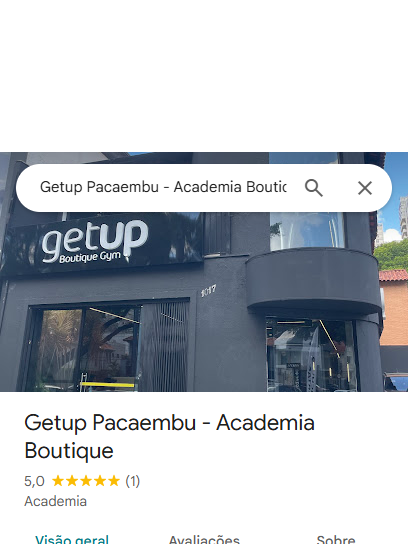 Getup Pacaembu - Academia Boutic
getup
Boutique Gym
1017
Getup Pacaembu - Academia
Boutique
5,0 ★★★★★ (1)
Academia
Visão geral Avaliações Sobre